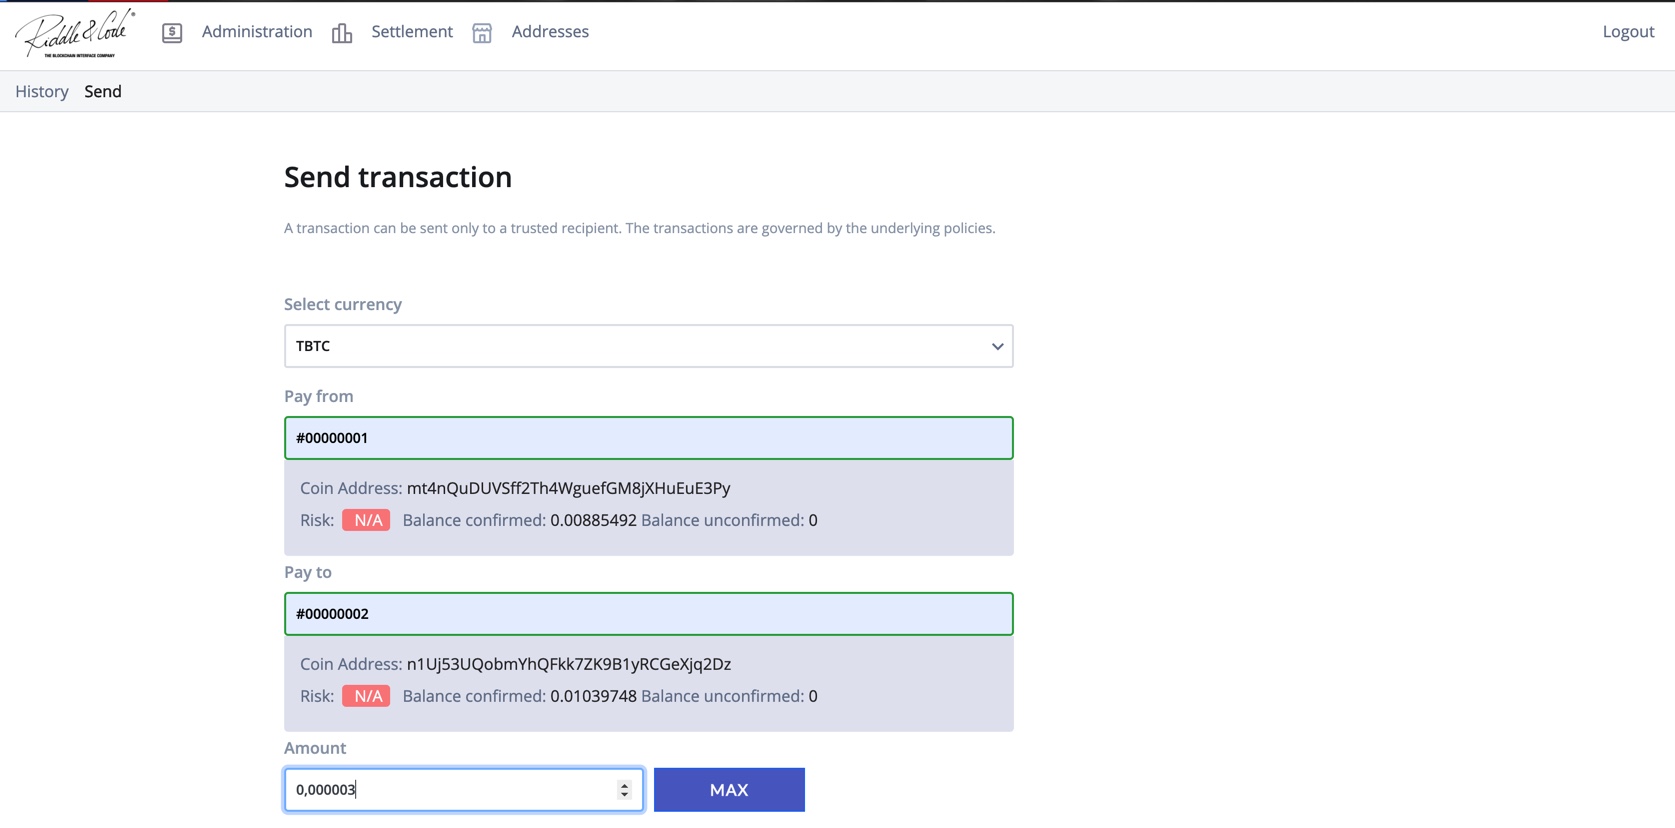 Riddle & Code®
THE BLOCKCHAIN INTERFACE COMPANY
Administration
Settlement
Addresses
Logout
History Send
Send transaction
A transaction can be sent only to a trusted recipient. The transactions are governed by the underlying policies.
Select currency
TBTC
Pay from
#00000001
Coin Address: mt4nQuDUVSff2Th4WguefGM8jXHuEuE3Py
Risk: N/A Balance confirmed: 0.00885492 Balance unconfirmed: 0
Pay to
#00000002
Coin Address: n1Uj53UQobmYhQFkk7ZK9B1yRCGeXjq2Dz
Risk: N/A Balance confirmed: 0.01039748 Balance unconfirmed: 0
Amount
0,000003
MAX